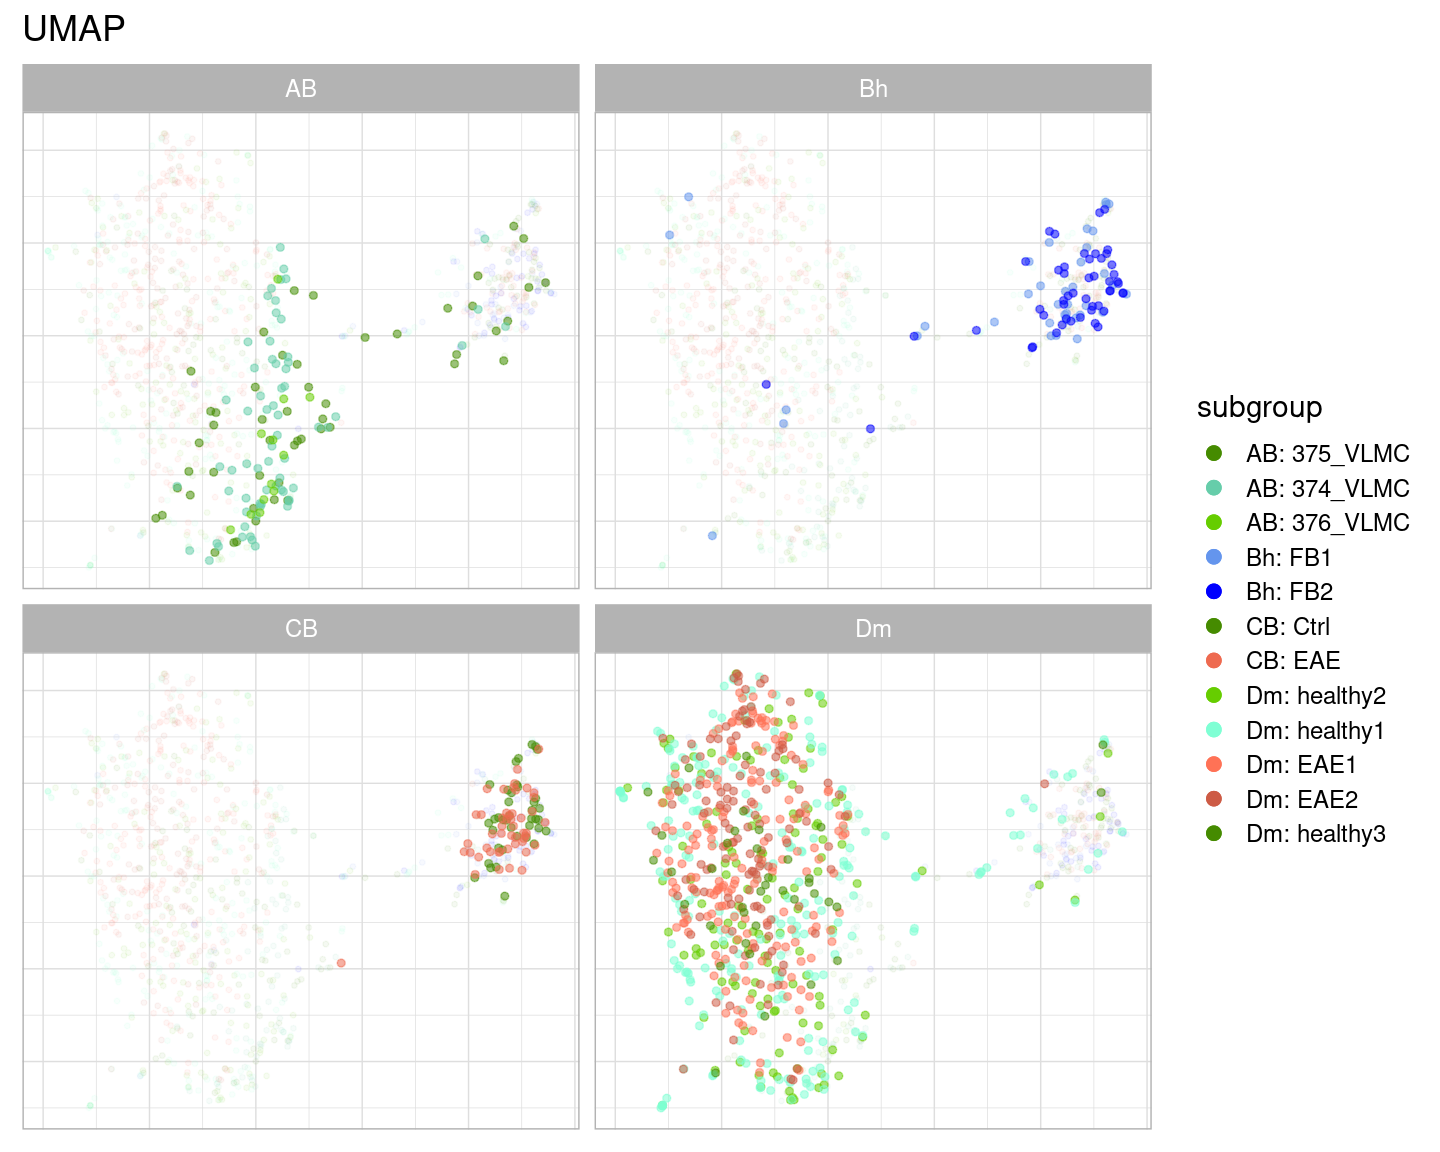 UMAP
AB
Bh
CB
Dm
subgroup
AB: 375_VLMC
AB: 374_VLMC
AB: 376_VLMC
Bh: FB1
Bh: FB2
CB: Ctrl
CB: EAE
Dm: healthy2
Dm: healthy1
Dm: EAE1
Dm: EAE2
Dm: healthy3